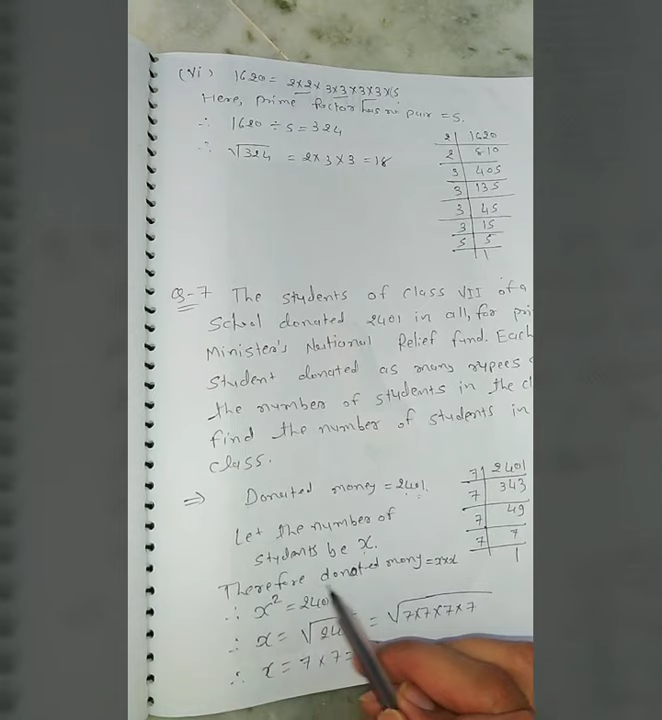 (vi) 1620 = 2×2×3×3×3×3×5
Here, prime factor has no pair = 5.
∴ 1620 ÷ 5 = 324
∴ √324 = 2×3×3 = 18
2 | 1620
2 | 810
3 | 405
3 | 135
3 | 45
3 | 15
5 | 5
1
Q-7 The students of class VII of a
School donated 2401 in all, for
Minister's National Relief fund. Each
student donated as many rupees
the number of students in the
find the number of students in
class.
⇒ Donated money = 2401.
Let the number of
students be x.
Therefore donated mony = x×x
∴ x² = 240
∴ x = √24 = √7×7×7×7
∴ x = 7×7=
7 | 2401
7 | 343
7 | 49
7 | 7
1